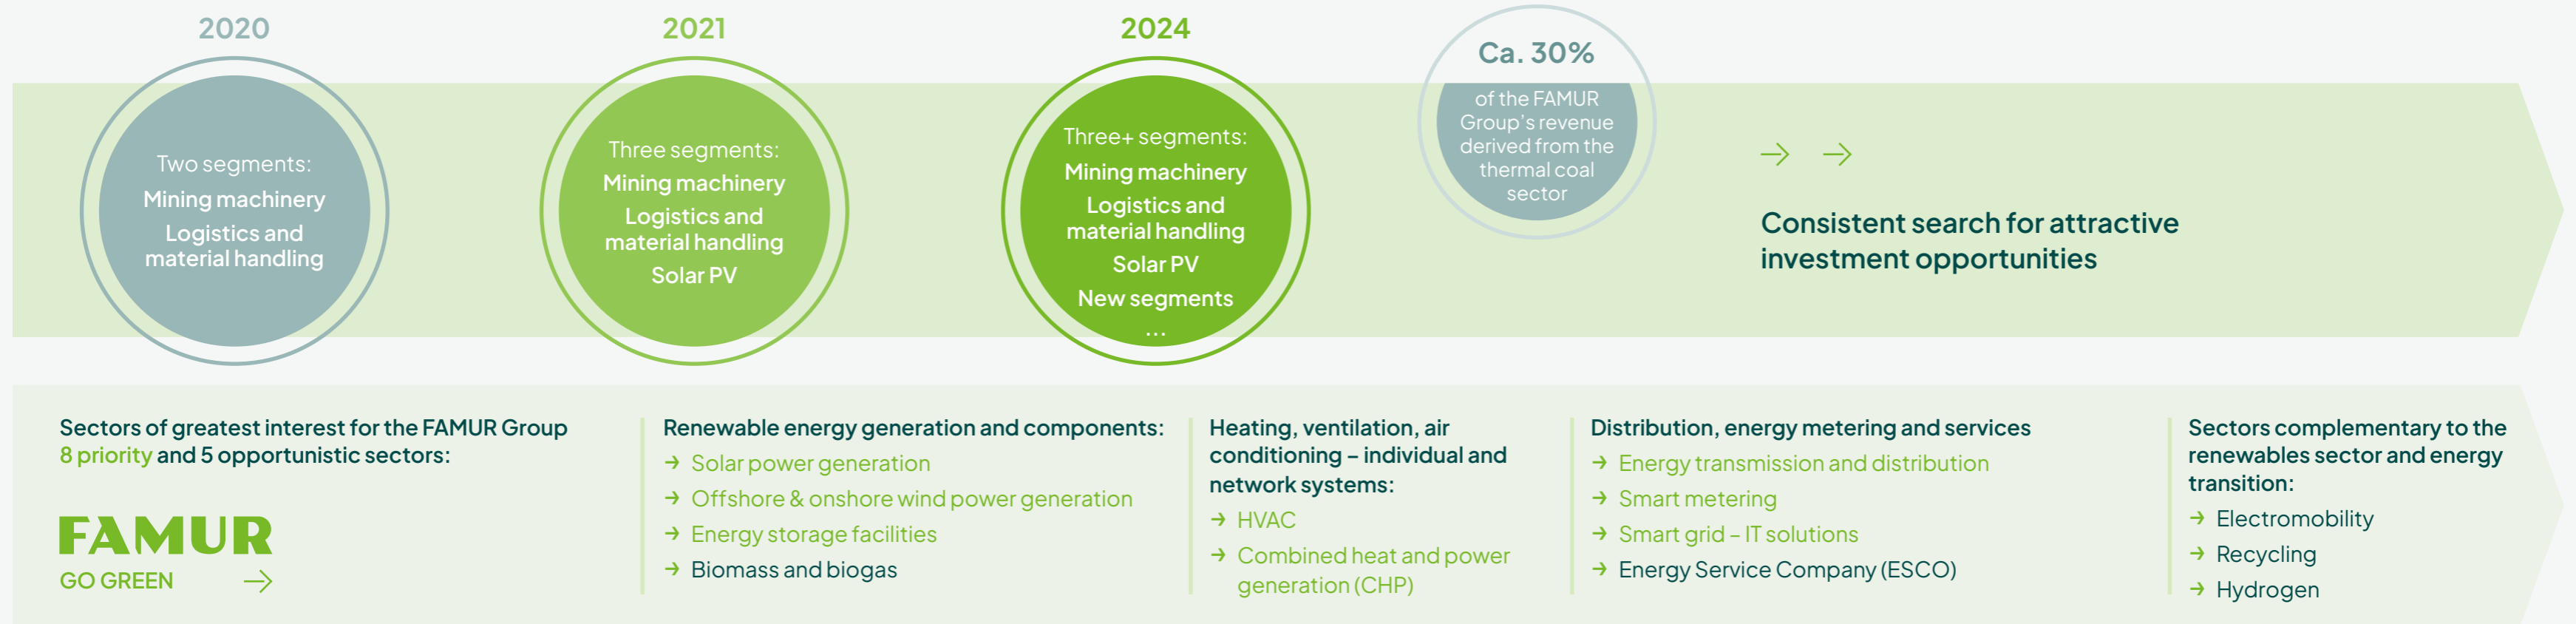 2020
Two segments:
Mining machinery
Logistics and
material handling
2021
Three segments:
Mining machinery
Logistics and
material handling
Solar PV
2024
Three+ segments:
Mining machinery
Logistics and
material handling
Solar PV
New segments
...
Ca. 30%
of the FAMUR
Group's revenue
derived from the
thermal coal
sector
Consistent search for attractive
investment opportunities
Sectors of greatest interest for the FAMUR Group
8 priority and 5 opportunistic sectors:
FAMUR
GO GREEN
Renewable energy generation and components:
Solar power generation
Offshore & onshore wind power generation
Energy storage facilities
Biomass and biogas
Heating, ventilation, air
conditioning – individual and
network systems:
HVAC
Combined heat and power
generation (CHP)
Distribution, energy metering and services
Energy transmission and distribution
Smart metering
Smart grid – IT solutions
Energy Service Company (ESCO)
Sectors complementary to the
renewables sector and energy
transition:
Electromobility
Recycling
Hydrogen